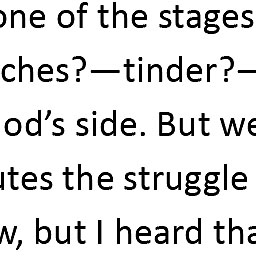 one of the stages
ches?—tinder?—
od’s side. But we
utes the struggle
w, but I heard tha